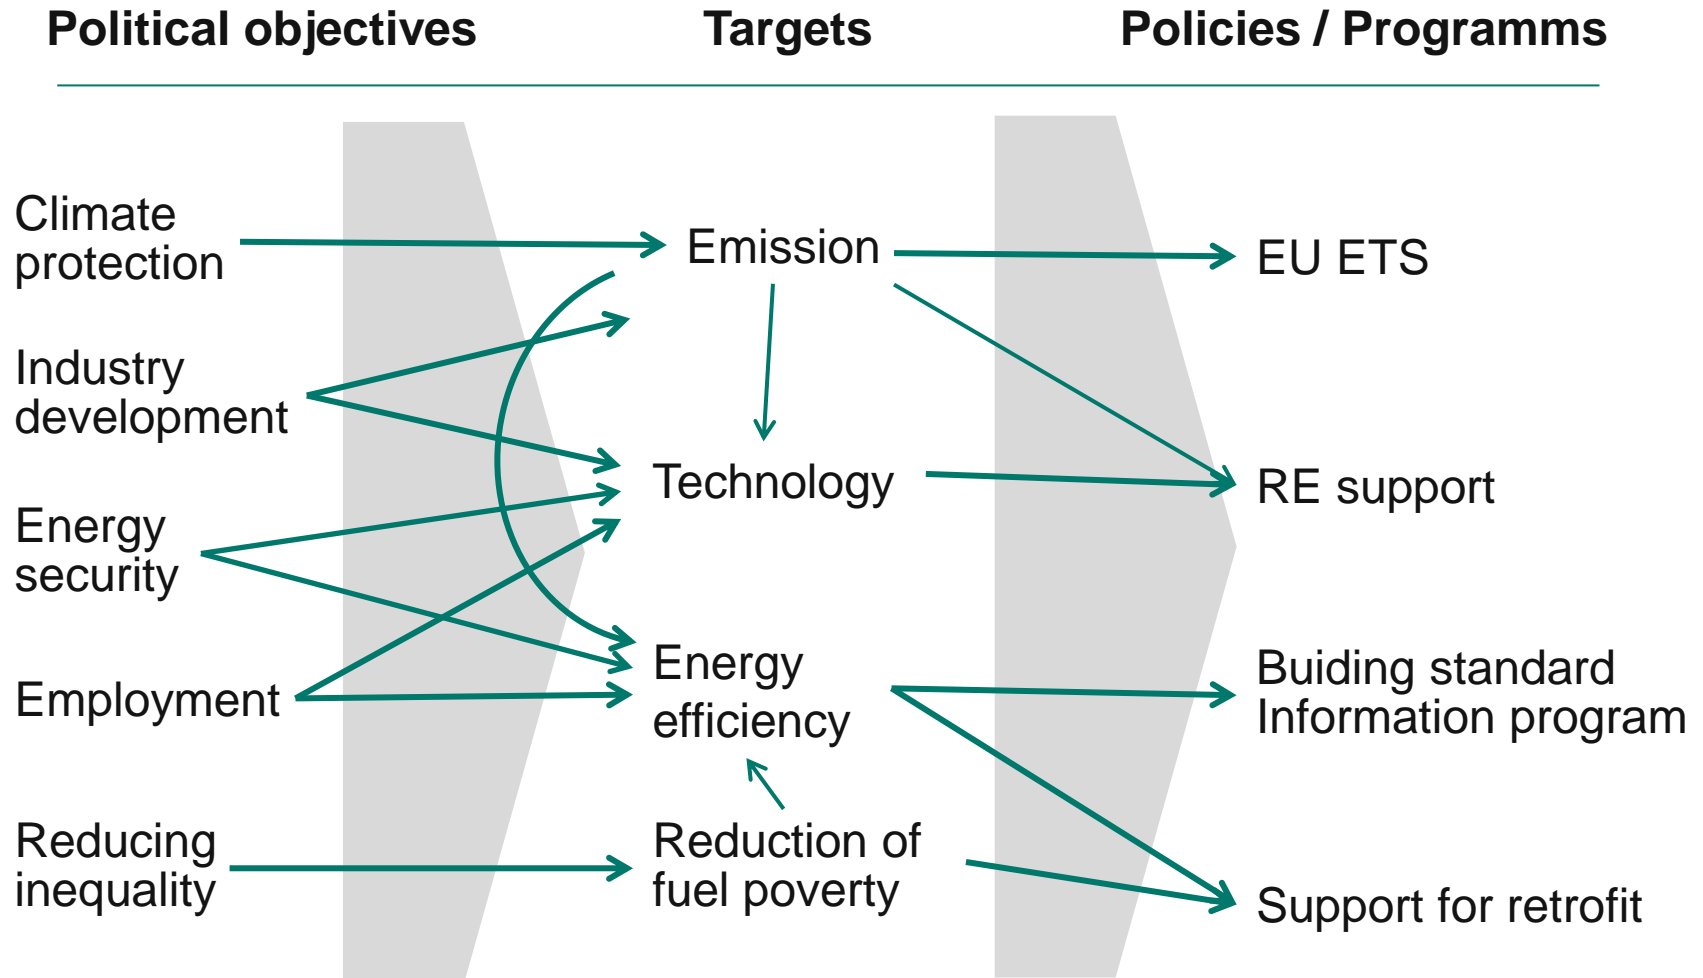 Political objectives
Targets
Policies / Programms
Climate
protection
Industry
development
Energy
security
Employment
Reducing
inequality
Emission
Technology
Energy
efficiency
Reduction of
fuel poverty
EU ETS
RE support
Buiding standard
Information program
Support for retrofit